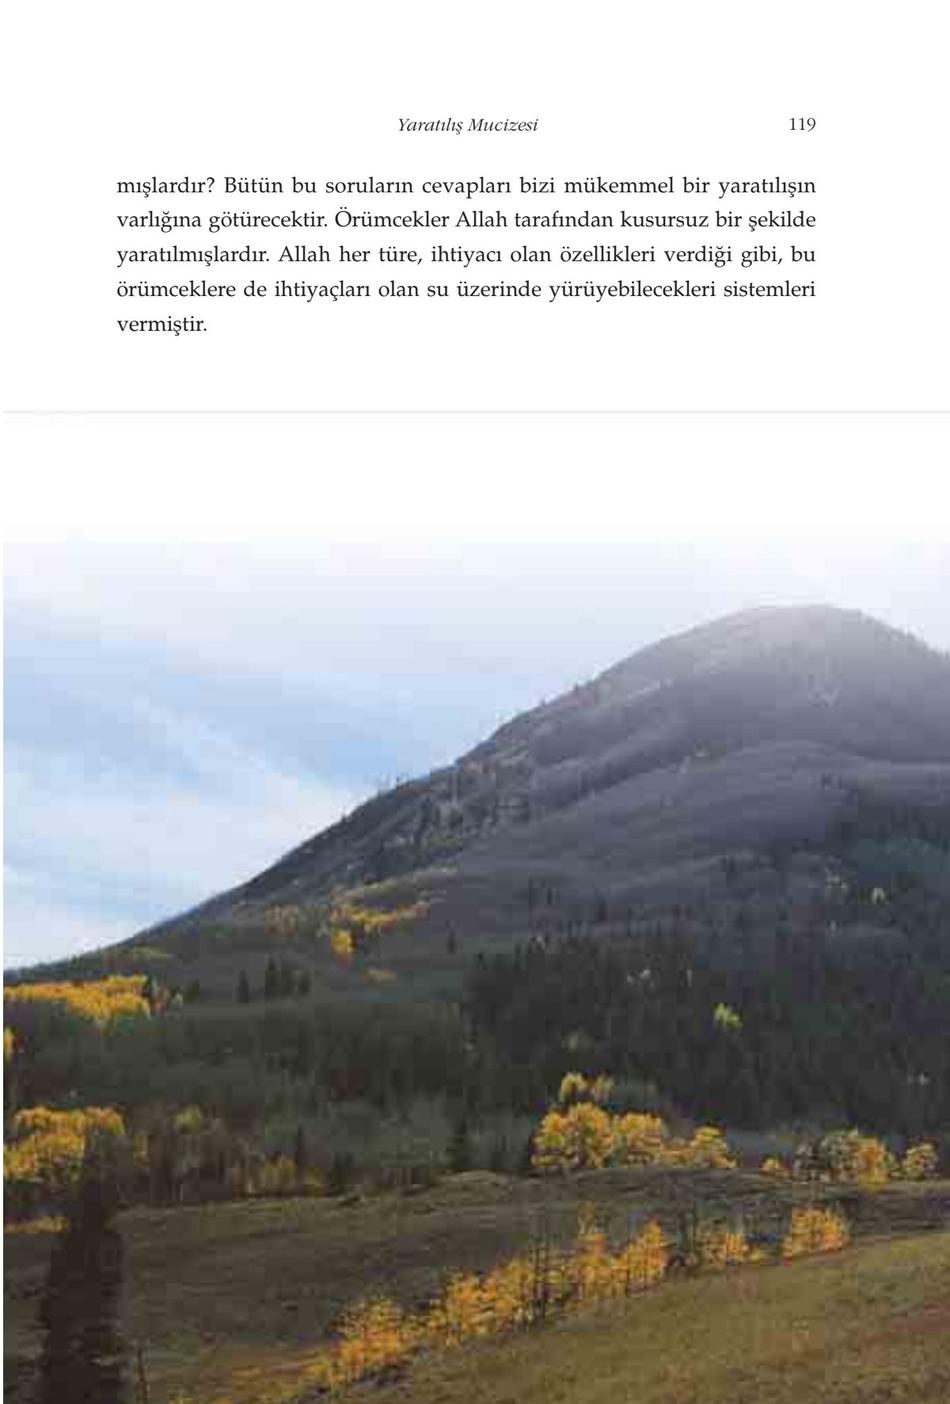 Yaratılış Mucizesi 119
mışlardır? Bütün bu soruların cevapları bizi mükemmel bir yaratılışın
varlığına götürecektir. Örümcekler Allah tarafından kusursuz bir şekilde
yaratılmışlardır. Allah her türe, ihtiyacı olan özellikleri verdiği gibi, bu
örümceklere de ihtiyaçları olan su üzerinde yürüyebilecekleri sistemleri
vermiştir.